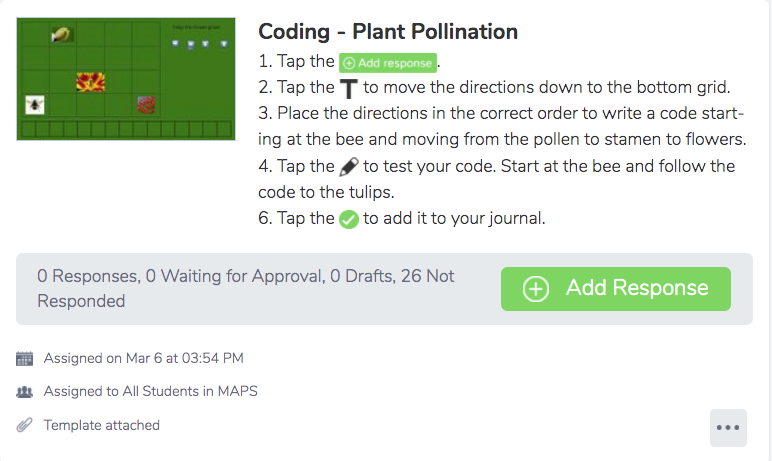 Coding - Plant Pollination
1. Tap the Add response.
2. Tap the T to move the directions down to the bottom grid.
3. Place the directions in the correct order to write a code start-
ing at the bee and moving from the pollen to stamen to flowers.
4. Tap the to test your code. Start at the bee and follow the
code to the tulips.
6. Tap the to add it to your journal.
0 Responses, 0 Waiting for Approval, 0 Drafts, 26 Not
Responded
Add Response
Assigned on Mar 6 at 03:54 PM
Assigned to All Students in MAPS
Template attached